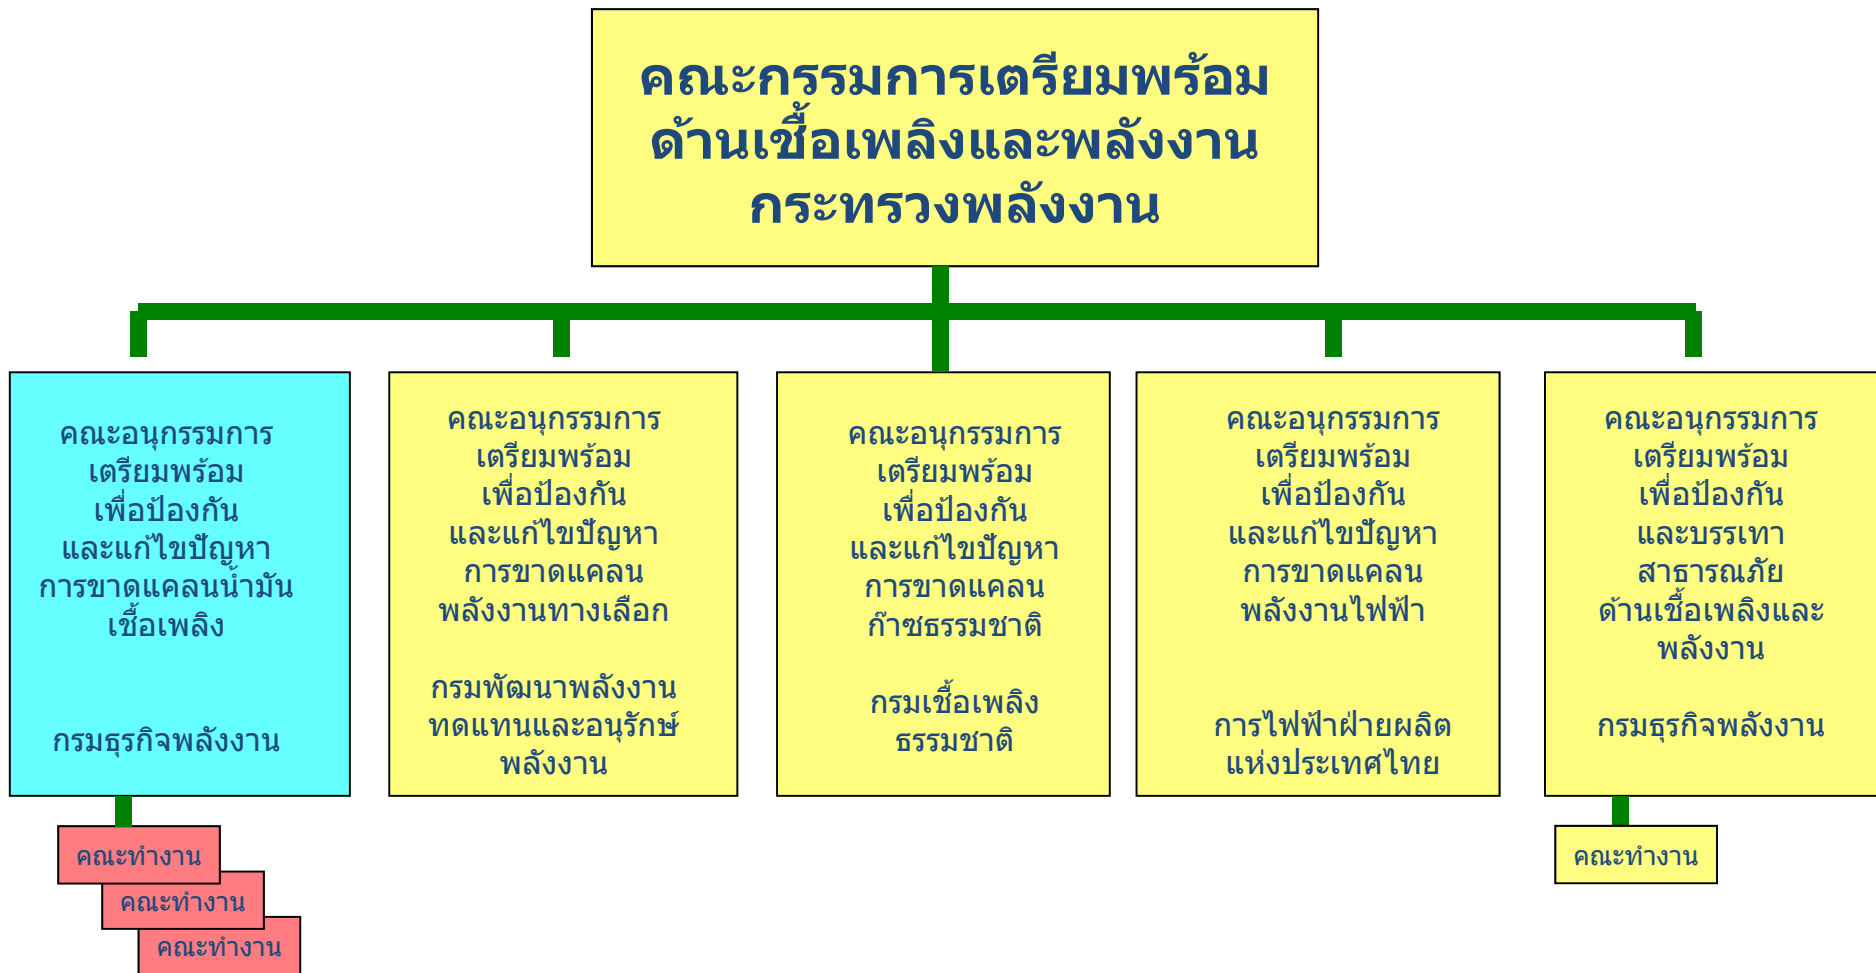 คณะกรรมการเตรียมพร้อม
ด้านเชื้อเพลิงและพลังงาน
กระทรวงพลังงาน
คณะอนุกรรมการ
เตรียมพร้อม
เพื่อป้องกัน
และแก้ไขปัญหา
การขาดแคลนน้ำมัน
เชื้อเพลิง
กรมธุรกิจพลังงาน
คณะอนุกรรมการ
เตรียมพร้อม
เพื่อป้องกัน
และแก้ไขปัญหา
การขาดแคลน
พลังงานทางเลือก
กรมพัฒนาพลังงาน
ทดแทนและอนุรักษ์
พลังงาน
คณะอนุกรรมการ
เตรียมพร้อม
เพื่อป้องกัน
และแก้ไขปัญหา
การขาดแคลน
ก๊าซธรรมชาติ
กรมเชื้อเพลิง
ธรรมชาติ
คณะอนุกรรมการ
เตรียมพร้อม
เพื่อป้องกัน
และแก้ไขปัญหา
การขาดแคลน
พลังงานไฟฟ้า
การไฟฟ้าฝ่ายผลิต
แห่งประเทศไทย
คณะอนุกรรมการ
เตรียมพร้อม
เพื่อป้องกัน
และบรรเทา
สาธารณภัย
ด้านเชื้อเพลิงและ
พลังงาน
กรมธุรกิจพลังงาน
คณะทำงาน
คณะทำงาน
คณะทำงาน
คณะทำงาน